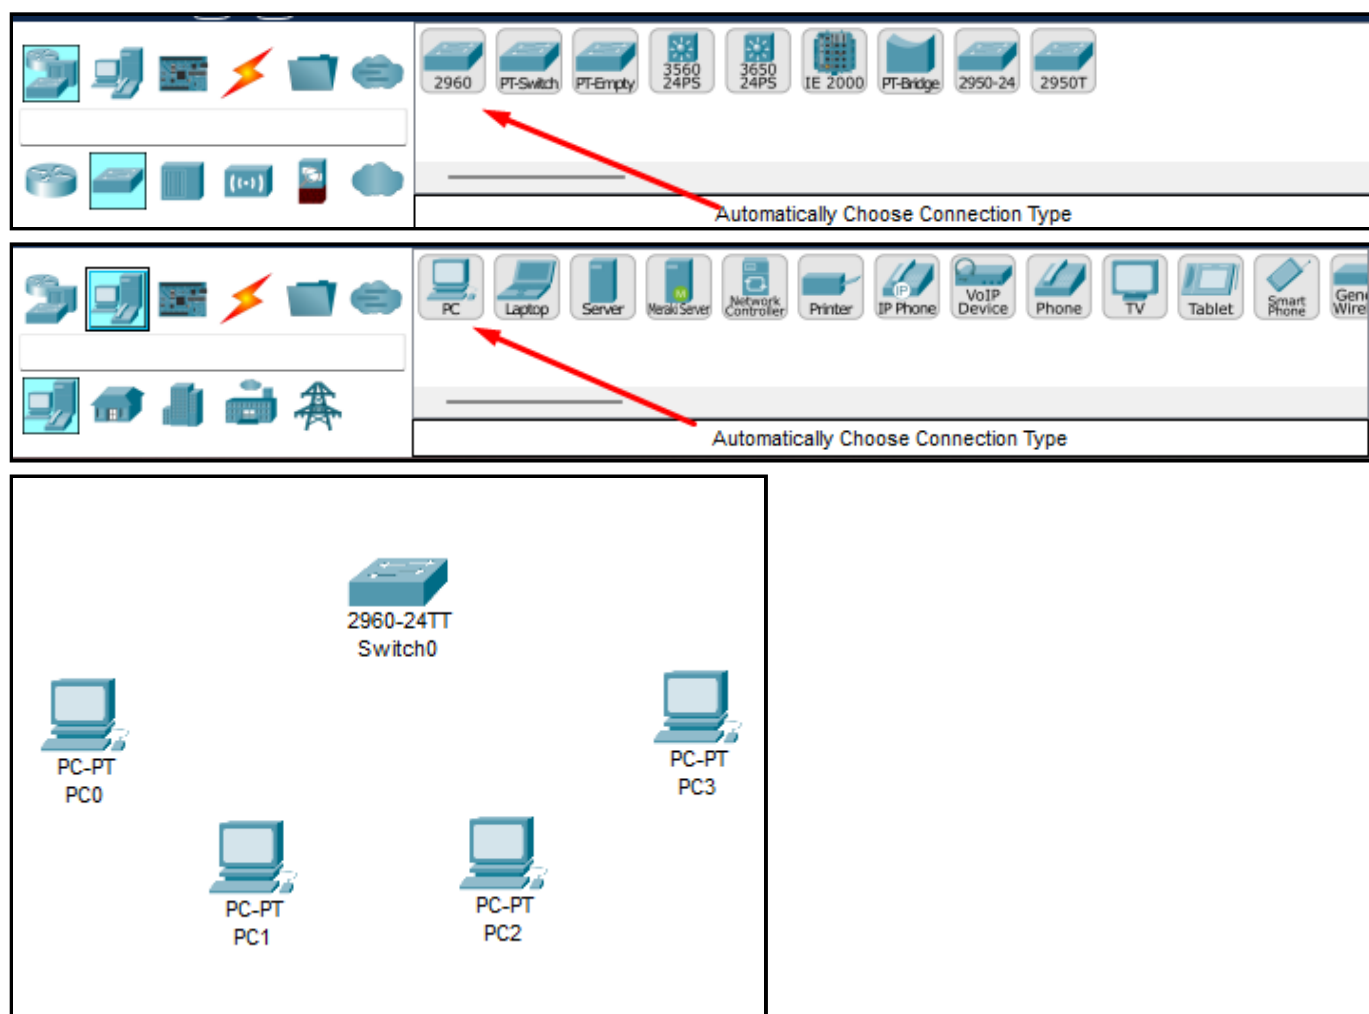 2960 PT-Switch PT-Empty 3560 24PS 3650 24PS IE 2000 PT-Bridge 2950-24 2950T
Automatically Choose Connection Type
PC Laptop Server Meraki Server Network Controller Printer IP Phone VoIP Device Phone TV Tablet Smart Phone Gen Wire
Automatically Choose Connection Type
2960-24TT
Switch0
PC-PT
PC0
PC-PT
PC3
PC-PT
PC1
PC-PT
PC2